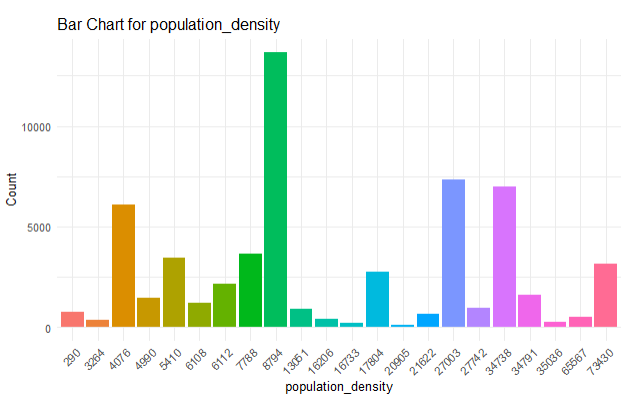 Bar Chart for population_density
Count
10000
5000
0
290 3264 4076 4990 5410 6108 6112 7788 8794 13051 16206 16733 17804 20905 21622 27003 27742 34738 34791 35036 65567 73430
population_density